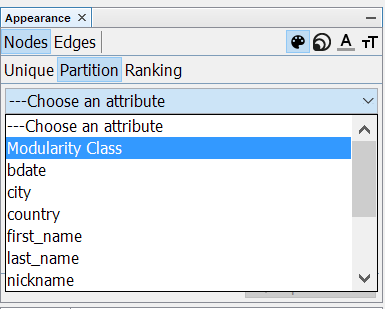 Appearance
Nodes Edges
Unique Partition Ranking
---Choose an attribute
---Choose an attribute
Modularity Class
bdate
city
country
first_name
last_name
nickname